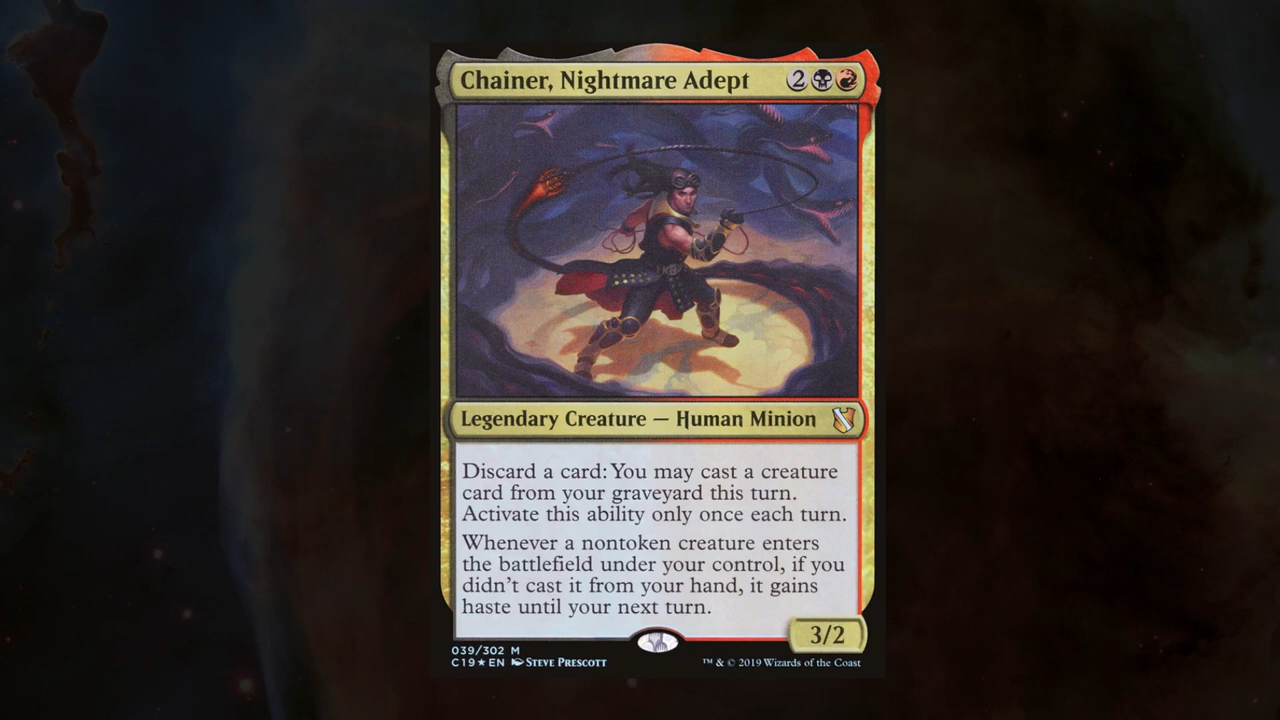 Chainer, Nightmare Adept 2
Legendary Creature — Human Minion
Discard a card: You may cast a creature
card from your graveyard this turn.
Activate this ability only once each turn.
Whenever a nontoken creature enters
the battlefield under your control, if you
didn't cast it from your hand, it gains
haste until your next turn.
3/2
039/302 M
C19★EN Steve Prescott
™ & © 2019 Wizards of the Coast